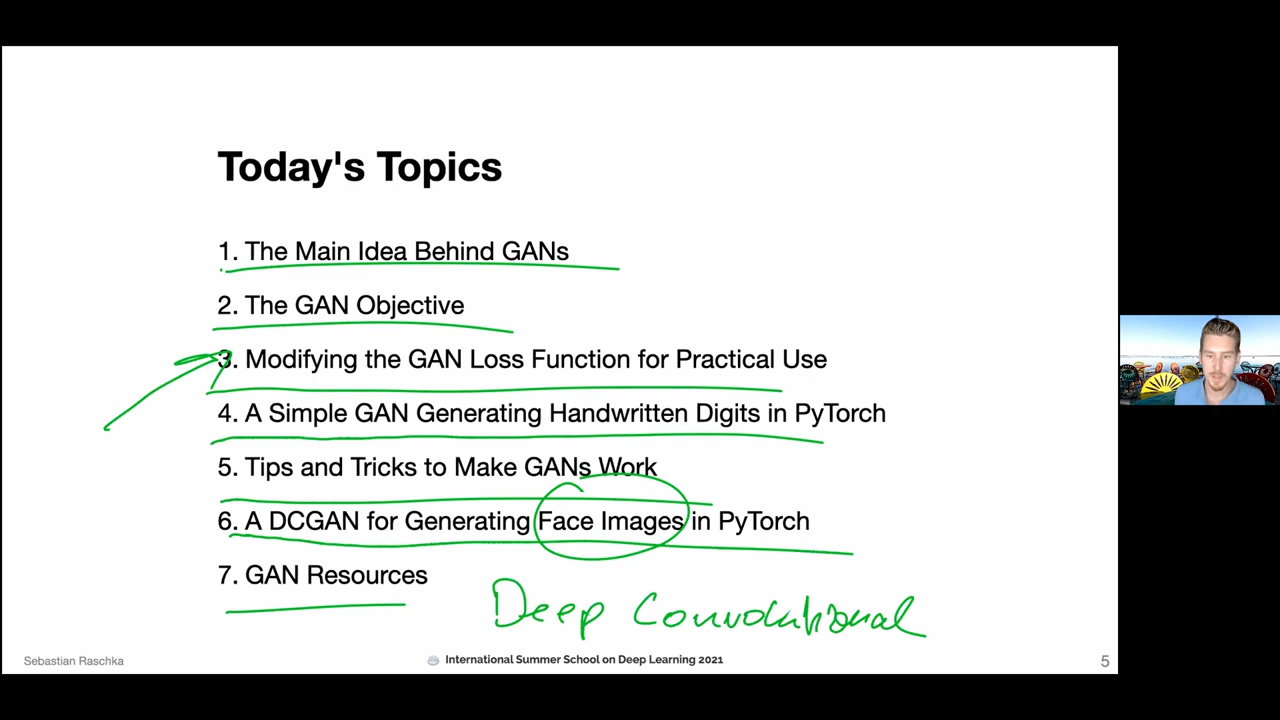 Today's Topics
1. The Main Idea Behind GANs
2. The GAN Objective
3. Modifying the GAN Loss Function for Practical Use
4. A Simple GAN Generating Handwritten Digits in PyTorch
5. Tips and Tricks to Make GANs Work
6. A DCGAN for Generating Face Images in PyTorch
7. GAN Resources
Deep Convolutional
Sebastian Raschka
International Summer School on Deep Learning 2021
5